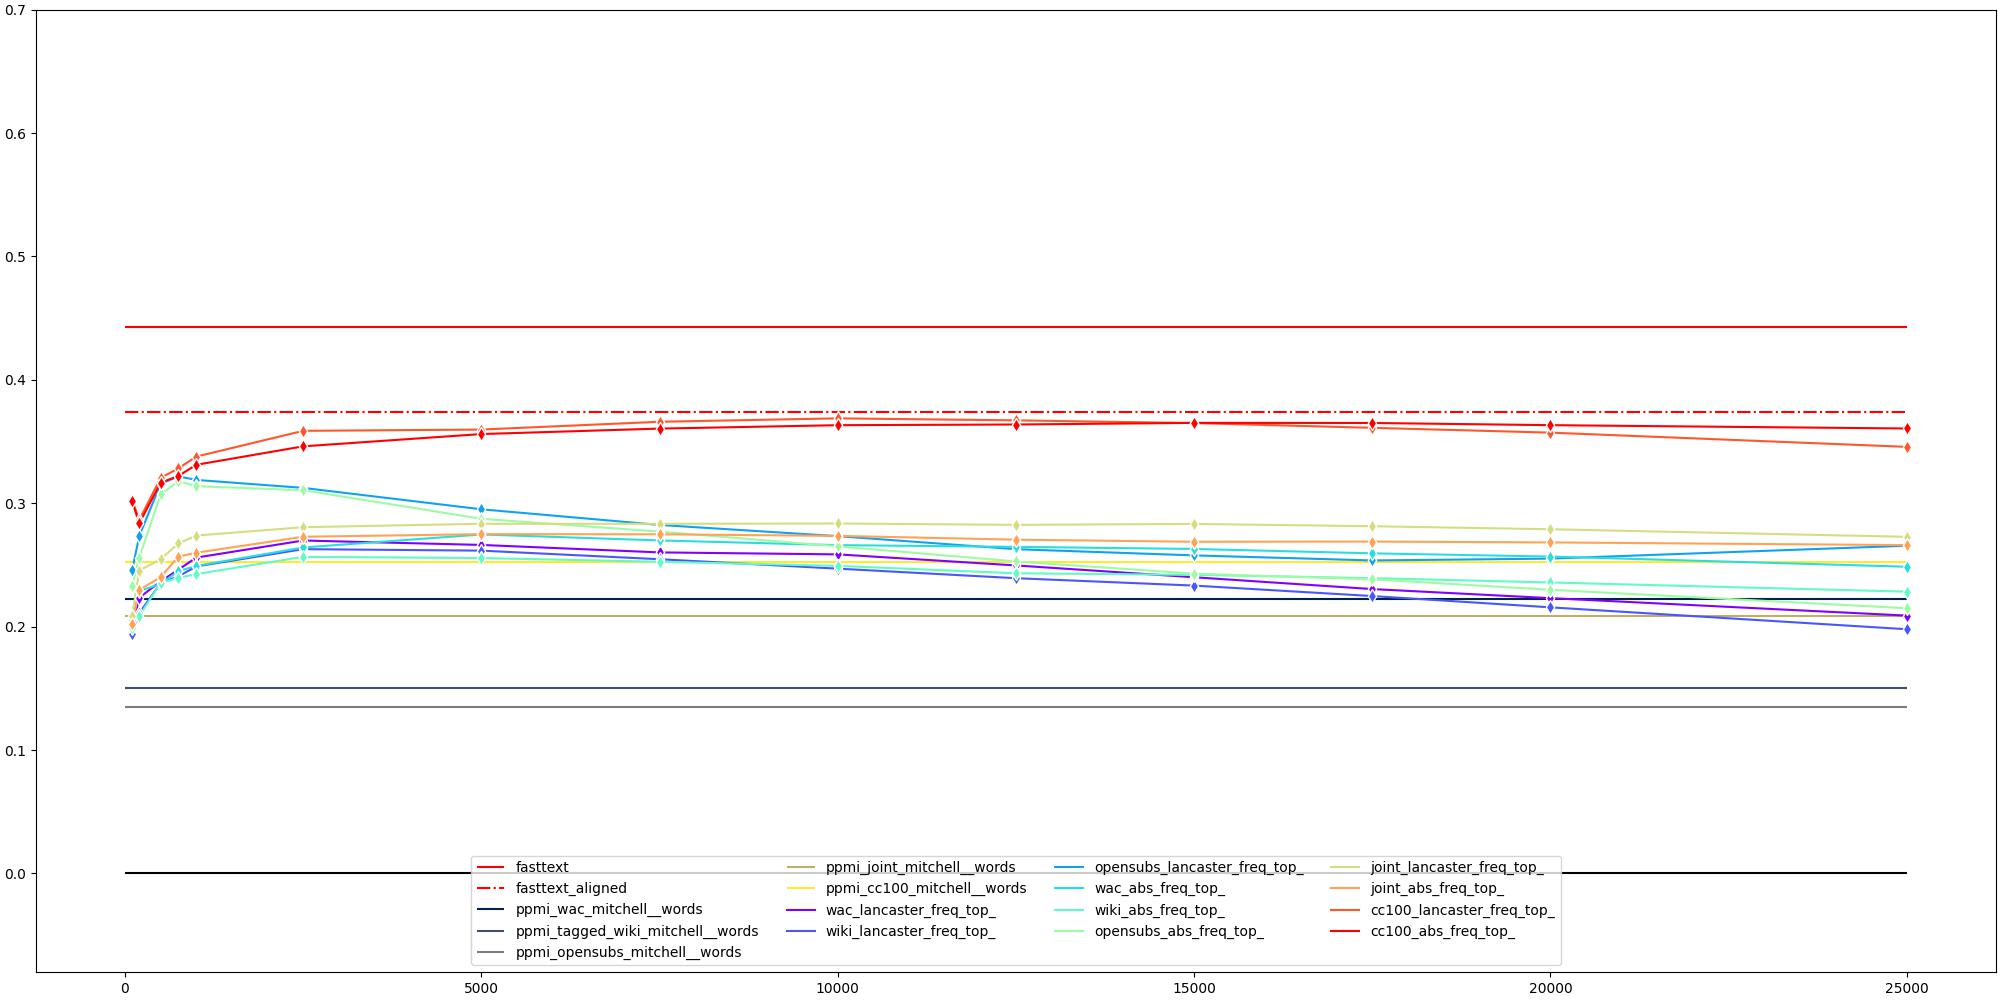 0.7
0.6
0.5
0.4
0.3
0.2
0.1
0.0
fasttext
fasttext_aligned
ppmi_wac_mitchell__words
ppmi_tagged_wiki_mitchell__words
ppmi_opensubs_mitchell__words
ppmi_joint_mitchell__words
ppmi_cc100_mitchell__words
wac_lancaster_freq_top_
wiki_lancaster_freq_top_
opensubs_lancaster_freq_top_
wac_abs_freq_top_
wiki_abs_freq_top_
opensubs_abs_freq_top_
joint_lancaster_freq_top_
joint_abs_freq_top_
cc100_lancaster_freq_top_
cc100_abs_freq_top_
0 5000 10000 15000 20000 25000